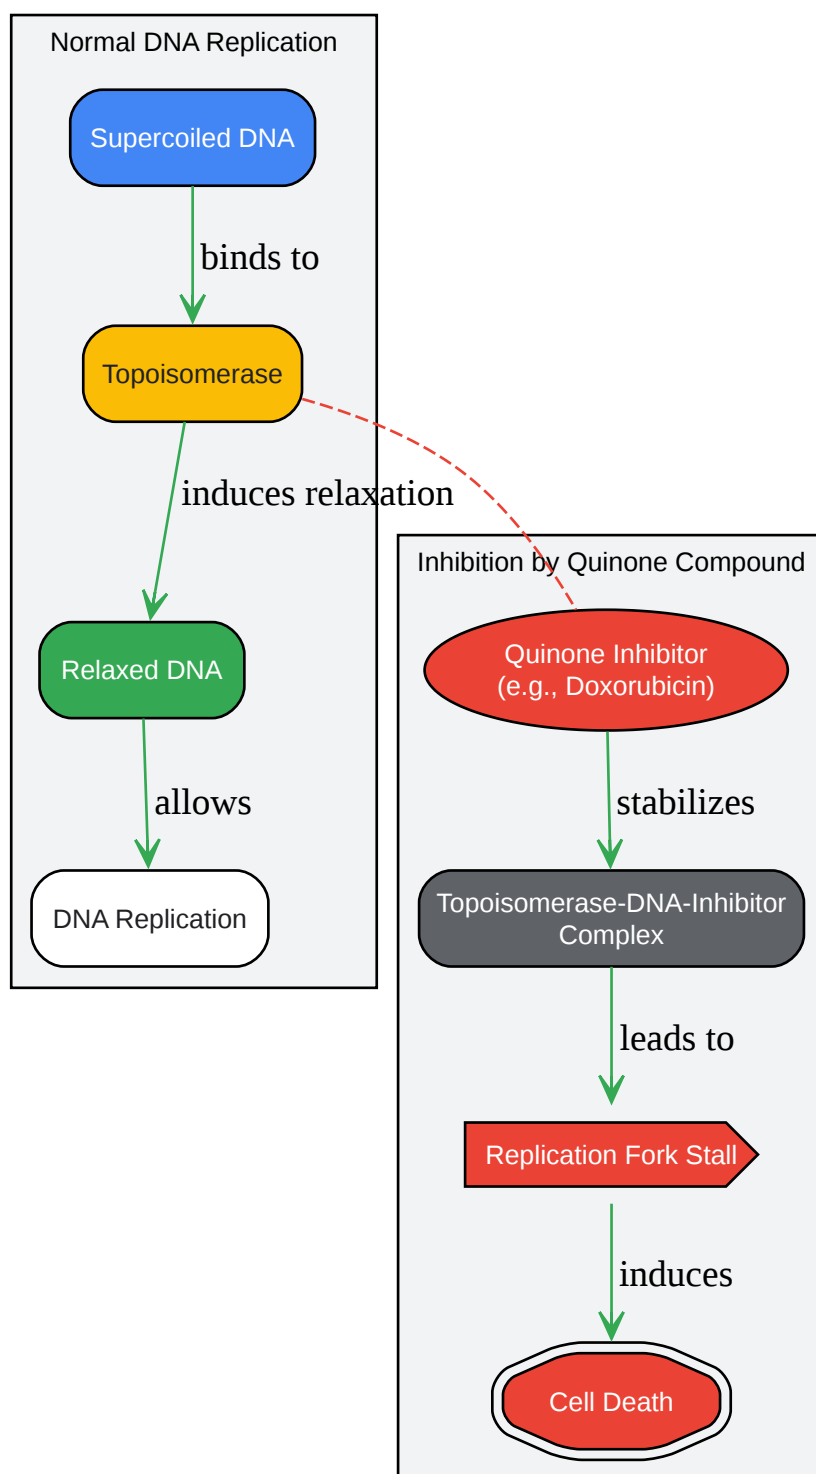 Normal DNA Replication
Supercoiled DNA
binds to
Topoisomerase
induces relaxation
Relaxed DNA
allows
DNA Replication
Inhibition by Quinone Compound
Quinone Inhibitor
(e.g., Doxorubicin)
stabilizes
Topoisomerase-DNA-Inhibitor
Complex
leads to
Replication Fork Stall
induces
Cell Death